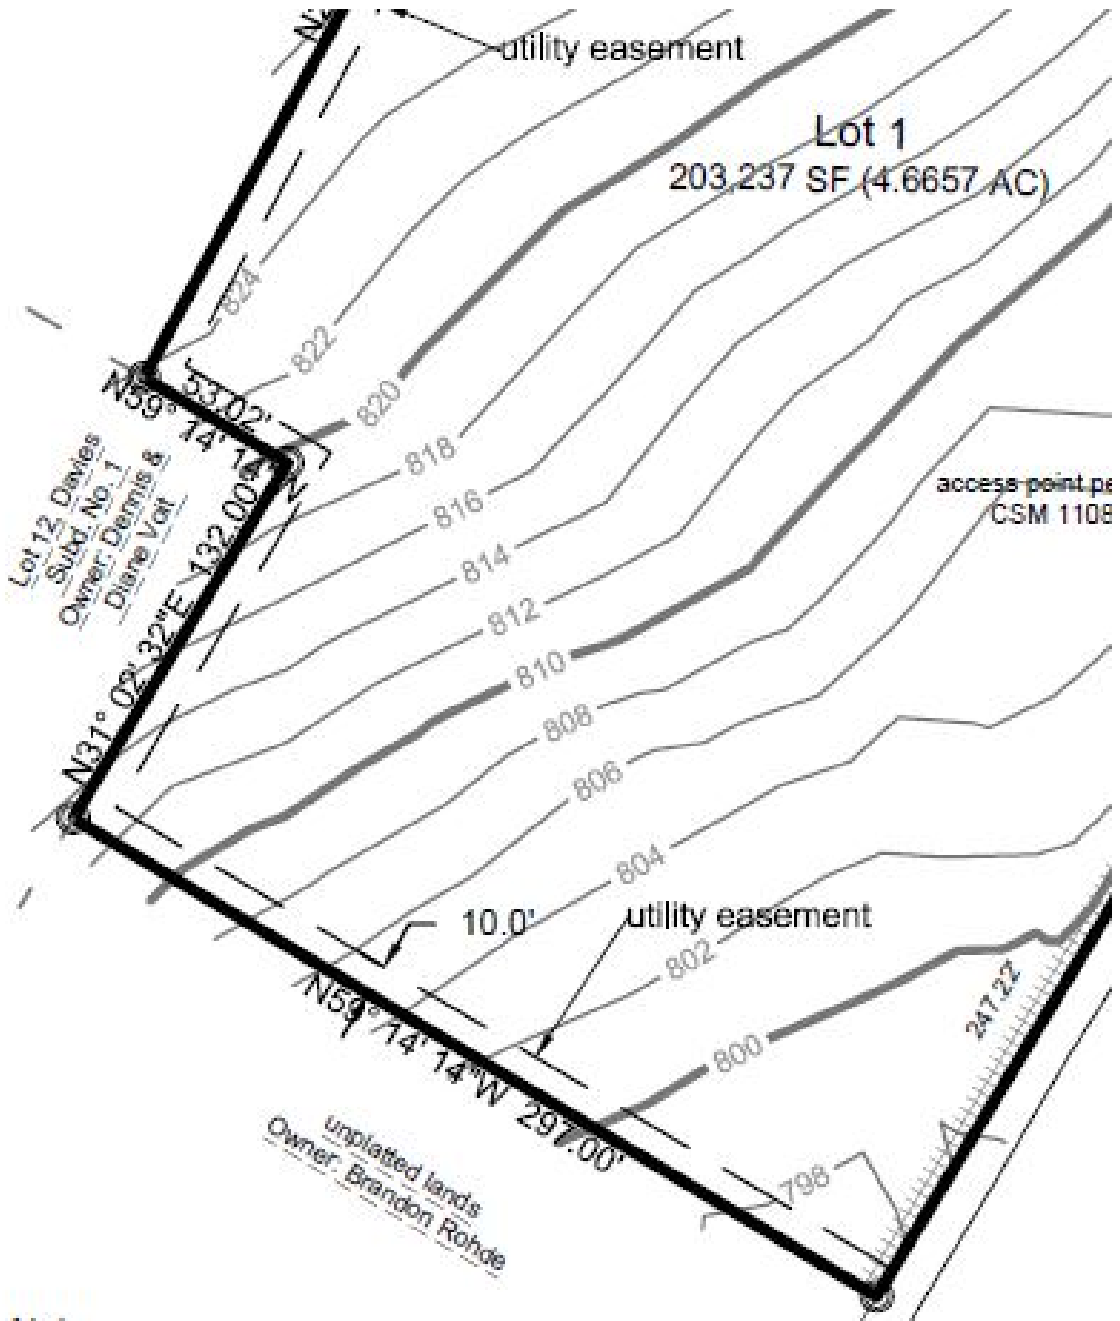 utility easement
Lot 1
203,237 SF (4.6657 AC)
824
822
820
818
816
814
812
810
808
806
804
802
800
798
53.02'
N59° 14' 14"
Lot 12, Davies
Subd. No. 1
Owner: Dennis &
Diane Voit
N31° 02' 32"E 132.00'
access point pe
CSM 1108
10.0'
utility easement
247.22'
N59° 14' 14"W 297.00'
unplatted lands
Owner: Brandon Rohde